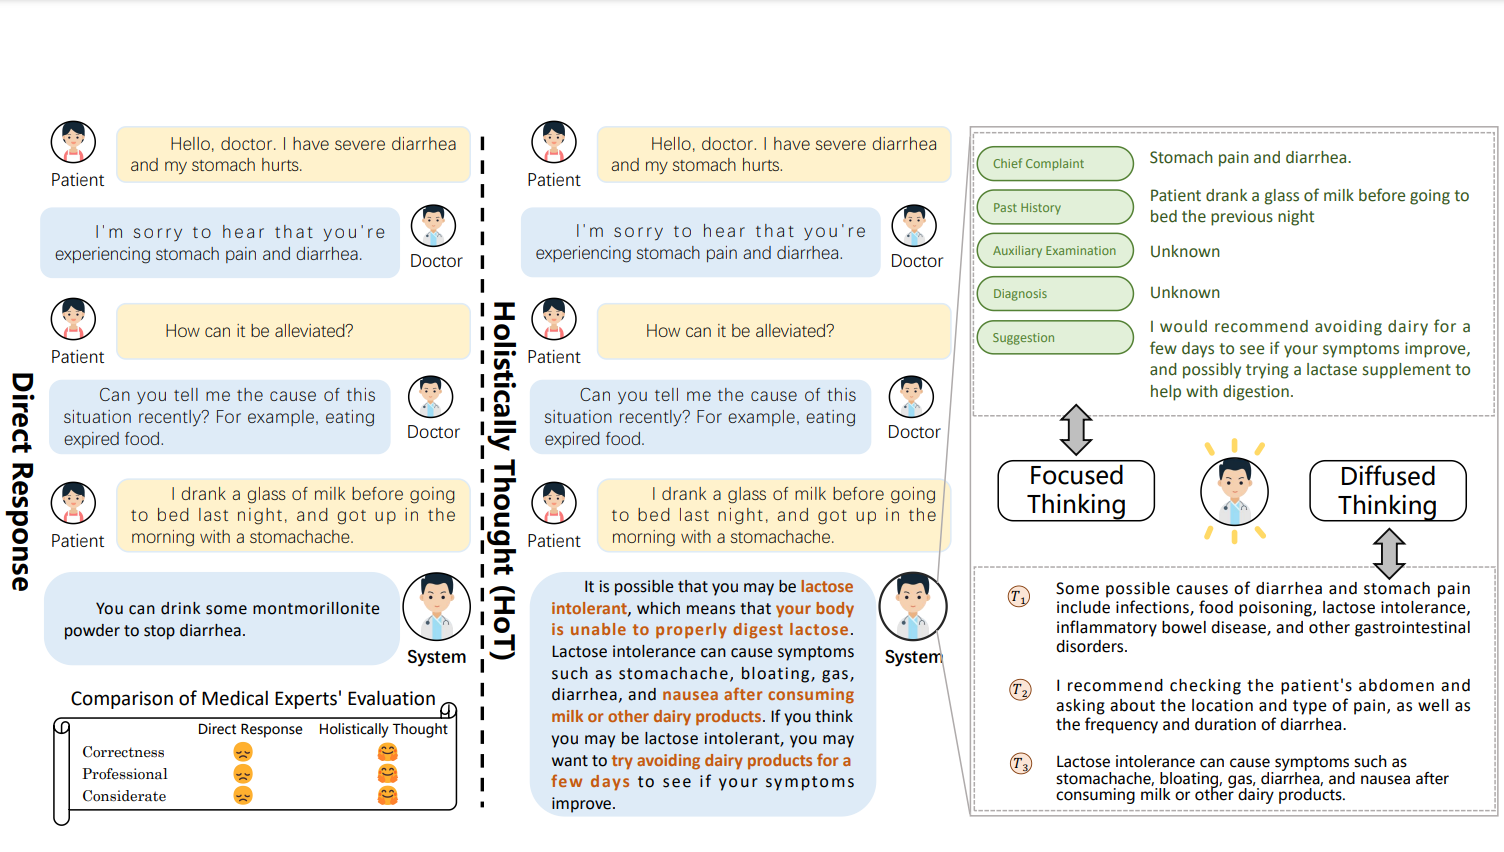 Direct Response
Hello, doctor. I have severe diarrhea
and my stomach hurts.
Patient
I'm sorry to hear that you're
experiencing stomach pain and diarrhea.
Doctor
How can it be alleviated?
Patient
Can you tell me the cause of this
situation recently? For example, eating
expired food.
Doctor
I drank a glass of milk before going
to bed last night, and got up in the
morning with a stomachache.
Patient
You can drink some montmorillonite
powder to stop diarrhea.
System
Comparison of Medical Experts' Evaluation
Direct Response Holistically Thought
Correctness
Professional
Considerate
Holistically Thought (HoT)
Hello, doctor. I have severe diarrhea
and my stomach hurts.
Patient
I'm sorry to hear that you're
experiencing stomach pain and diarrhea.
Doctor
How can it be alleviated?
Patient
Can you tell me the cause of this
situation recently? For example, eating
expired food.
Doctor
I drank a glass of milk before going
to bed last night, and got up in the
morning with a stomachache.
Patient
It is possible that you may be lactose
intolerant, which means that your body
is unable to properly digest lactose.
Lactose intolerance can cause symptoms
such as stomachache, bloating, gas,
diarrhea, and nausea after consuming
milk or other dairy products. If you think
you may be lactose intolerant, you may
want to try avoiding dairy products for a
few days to see if your symptoms
improve.
System
Chief Complaint
Stomach pain and diarrhea.
Past History
Patient drank a glass of milk before going to
bed the previous night
Auxiliary Examination
Unknown
Diagnosis
Unknown
Suggestion
I would recommend avoiding dairy for a
few days to see if your symptoms improve,
and possibly trying a lactase supplement to
help with digestion.
Focused
Thinking
Diffused
Thinking
T1
Some possible causes of diarrhea and stomach pain
include infections, food poisoning, lactose intolerance,
inflammatory bowel disease, and other gastrointestinal
disorders.
T2
I recommend checking the patient's abdomen and
asking about the location and type of pain, as well as
the frequency and duration of diarrhea.
T3
Lactose intolerance can cause symptoms such as
stomachache, bloating, gas, diarrhea, and nausea after
consuming milk or other dairy products.